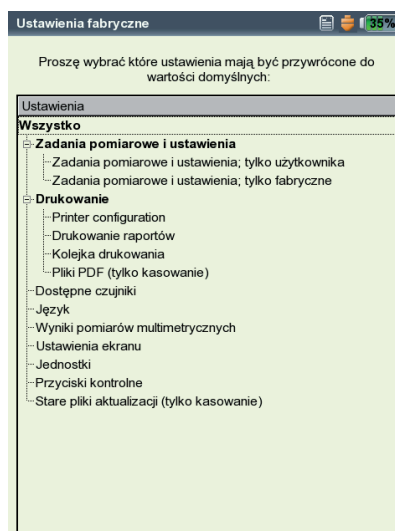 Ustawienia fabryczne
35%
Proszę wybrać które ustawienia mają być przywrócone do
wartości domyślnych:
Ustawienia
Wszystko
Zadania pomiarowe i ustawienia
Zadania pomiarowe i ustawienia; tylko użytkownika
Zadania pomiarowe i ustawienia; tylko fabryczne
Drukowanie
Printer configuration
Drukowanie raportów
Kolejka drukowania
Pliki PDF (tylko kasowanie)
Dostępne czujniki
Język
Wyniki pomiarów multimetrycznych
Ustawienia ekranu
Jednostki
Przyciski kontrolne
Stare pliki aktualizacji (tylko kasowanie)